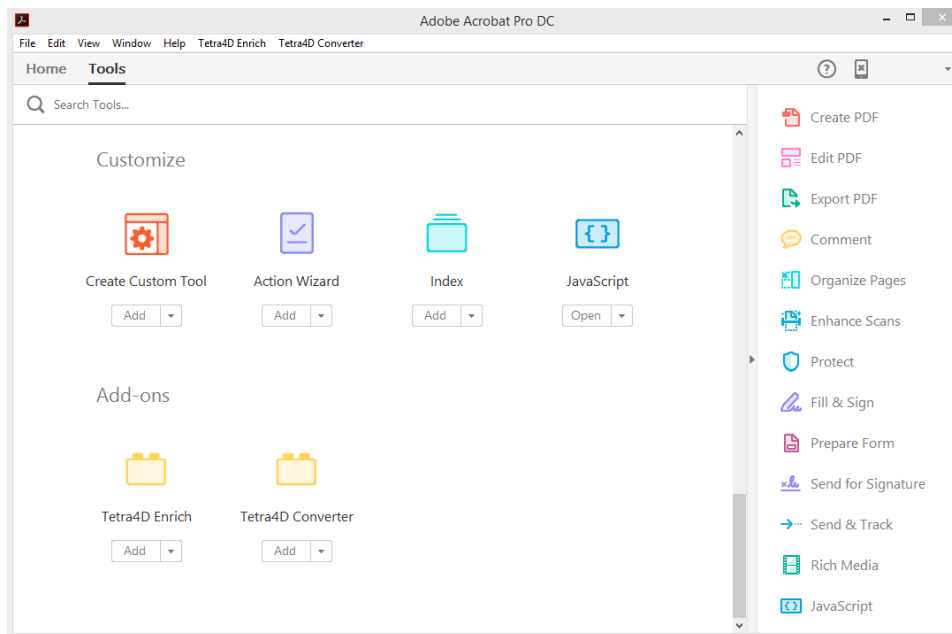 Adobe Acrobat Pro DC
File Edit View Window Help Tetra4D Enrich Tetra4D Converter
Home Tools
Search Tools...
Customize
Create Custom Tool Action Wizard Index JavaScript
Add Add Add Open
Add-ons
Tetra4D Enrich Tetra4D Converter
Add Add
Create PDF
Edit PDF
Export PDF
Comment
Organize Pages
Enhance Scans
Protect
Fill & Sign
Prepare Form
Send for Signature
Send & Track
Rich Media
JavaScript